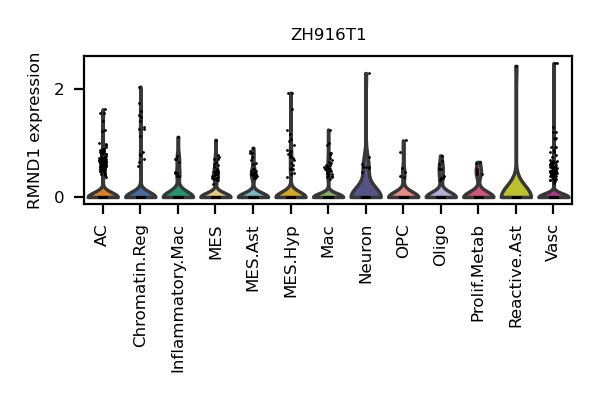 ZH916T1
RMND1 expression
2
0
AC
Chromatin.Reg
Inflammatory.Mac
MES
MES.Ast
MES.Hyp
Mac
Neuron
OPC
Oligo
Prolif.Metab
Reactive.Ast
Vasc